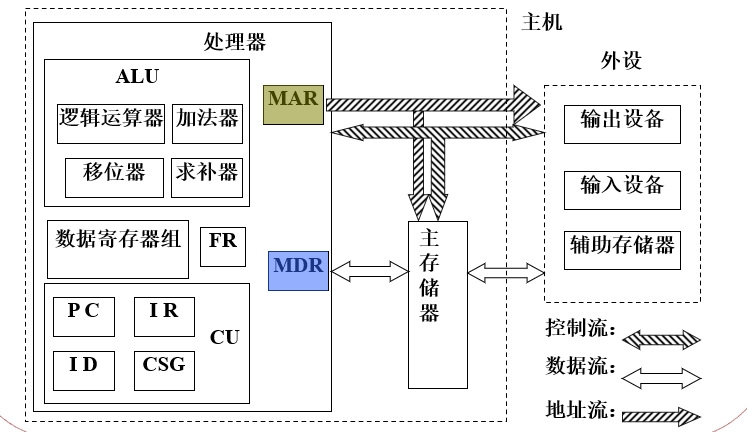 主机
处理器
外设
ALU
MAR
逻辑运算器
加法器
输出设备
移位器
求补器
输入设备
数据寄存器组
FR
主存储器
辅助存储器
MDR
P C
I R
CU
I D
CSG
控制流：
数据流：
地址流：